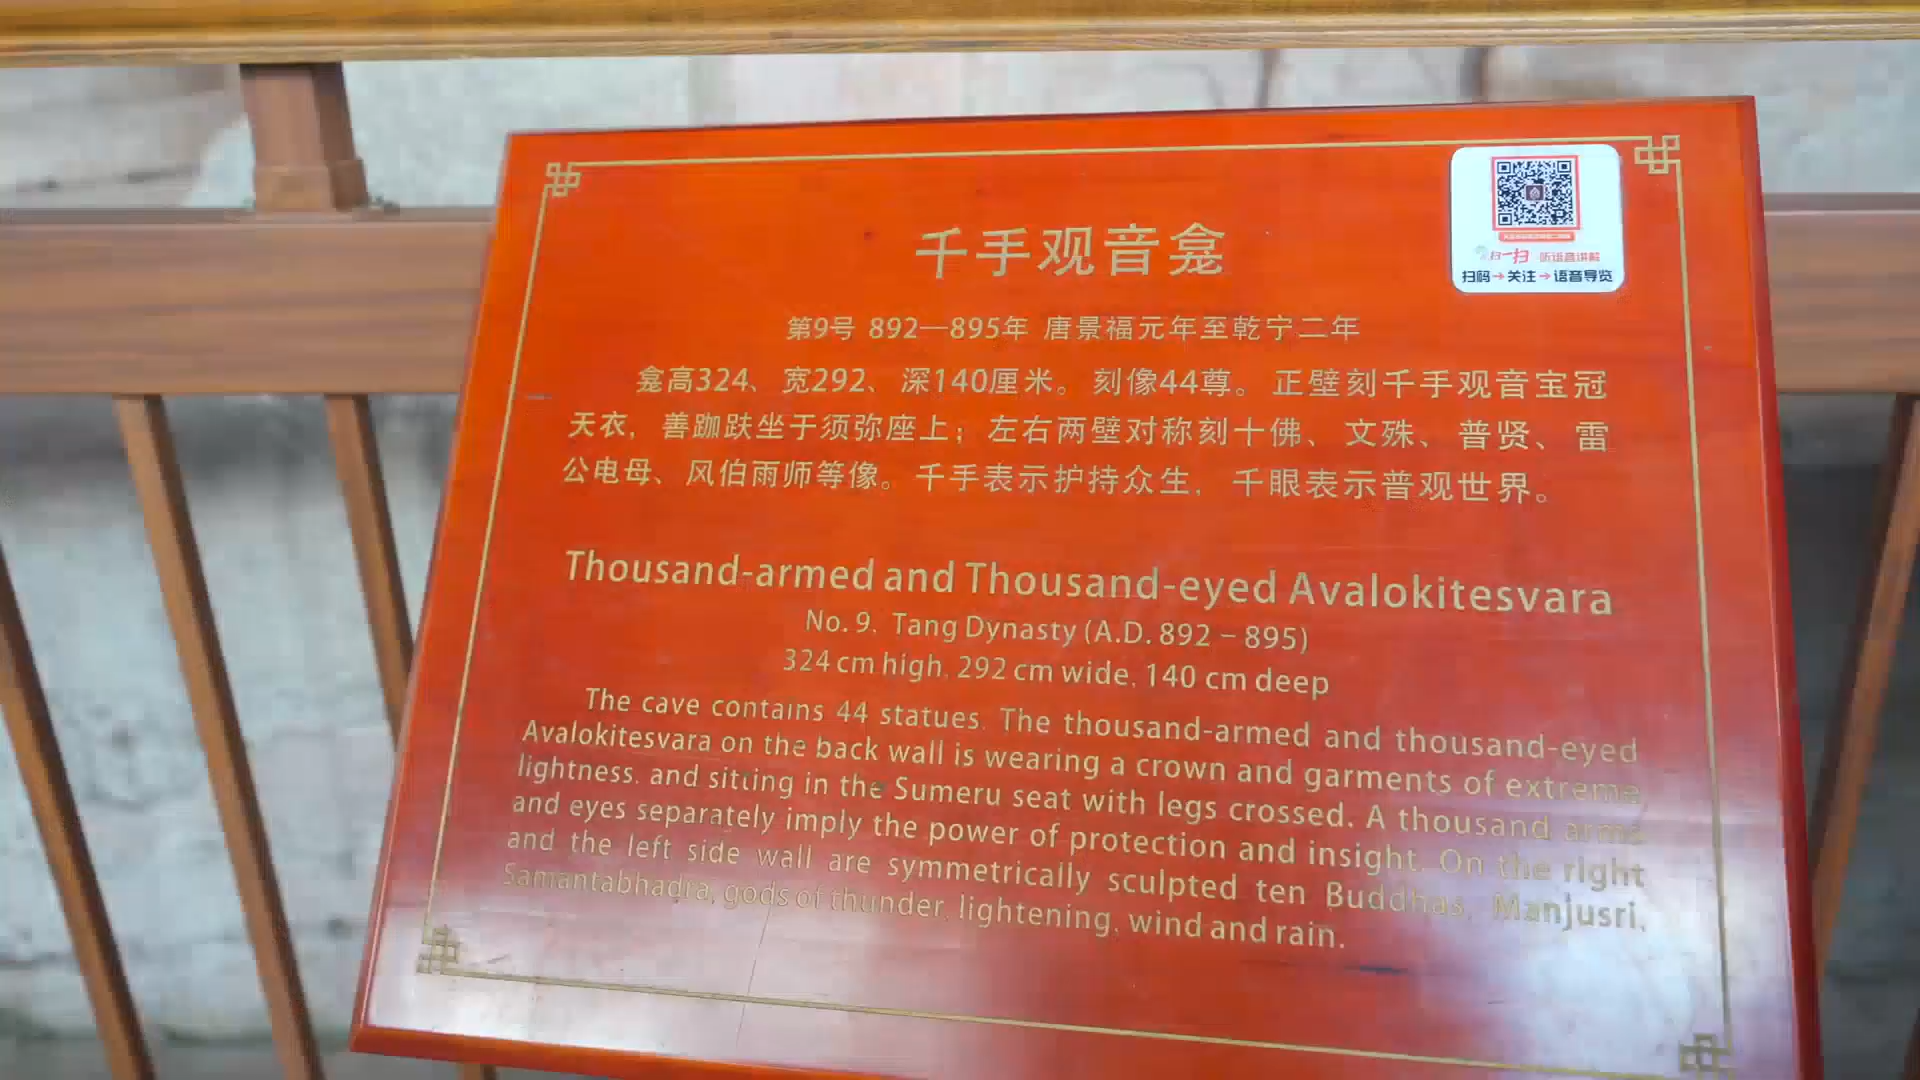 千手观音龛
扫一扫 听语音讲解
扫码→关注→语音导览
第9号 892—895年 唐景福元年至乾宁二年
龛高324、宽292、深140厘米。刻像44尊。正壁刻千手观音宝冠
天衣，善跏趺坐于须弥座上；左右两壁对称刻十佛、文殊、普贤、雷
公电母、风伯雨师等像。千手表示护持众生，千眼表示普观世界。
Thousand-armed and Thousand-eyed Avalokitesvara
No. 9, Tang Dynasty (A.D. 892 – 895)
324 cm high, 292 cm wide, 140 cm deep
The cave contains 44 statues. The thousand-armed and thousand-eyed
Avalokitesvara on the back wall is wearing a crown and garments of extreme
lightness, and sitting in the Sumeru seat with legs crossed. A thousand arms
and eyes separately imply the power of protection and insight. On the right
and the left side wall are symmetrically sculpted ten Buddhas, Manjusri,
Samantabhadra, gods of thunder, lightening, wind and rain.